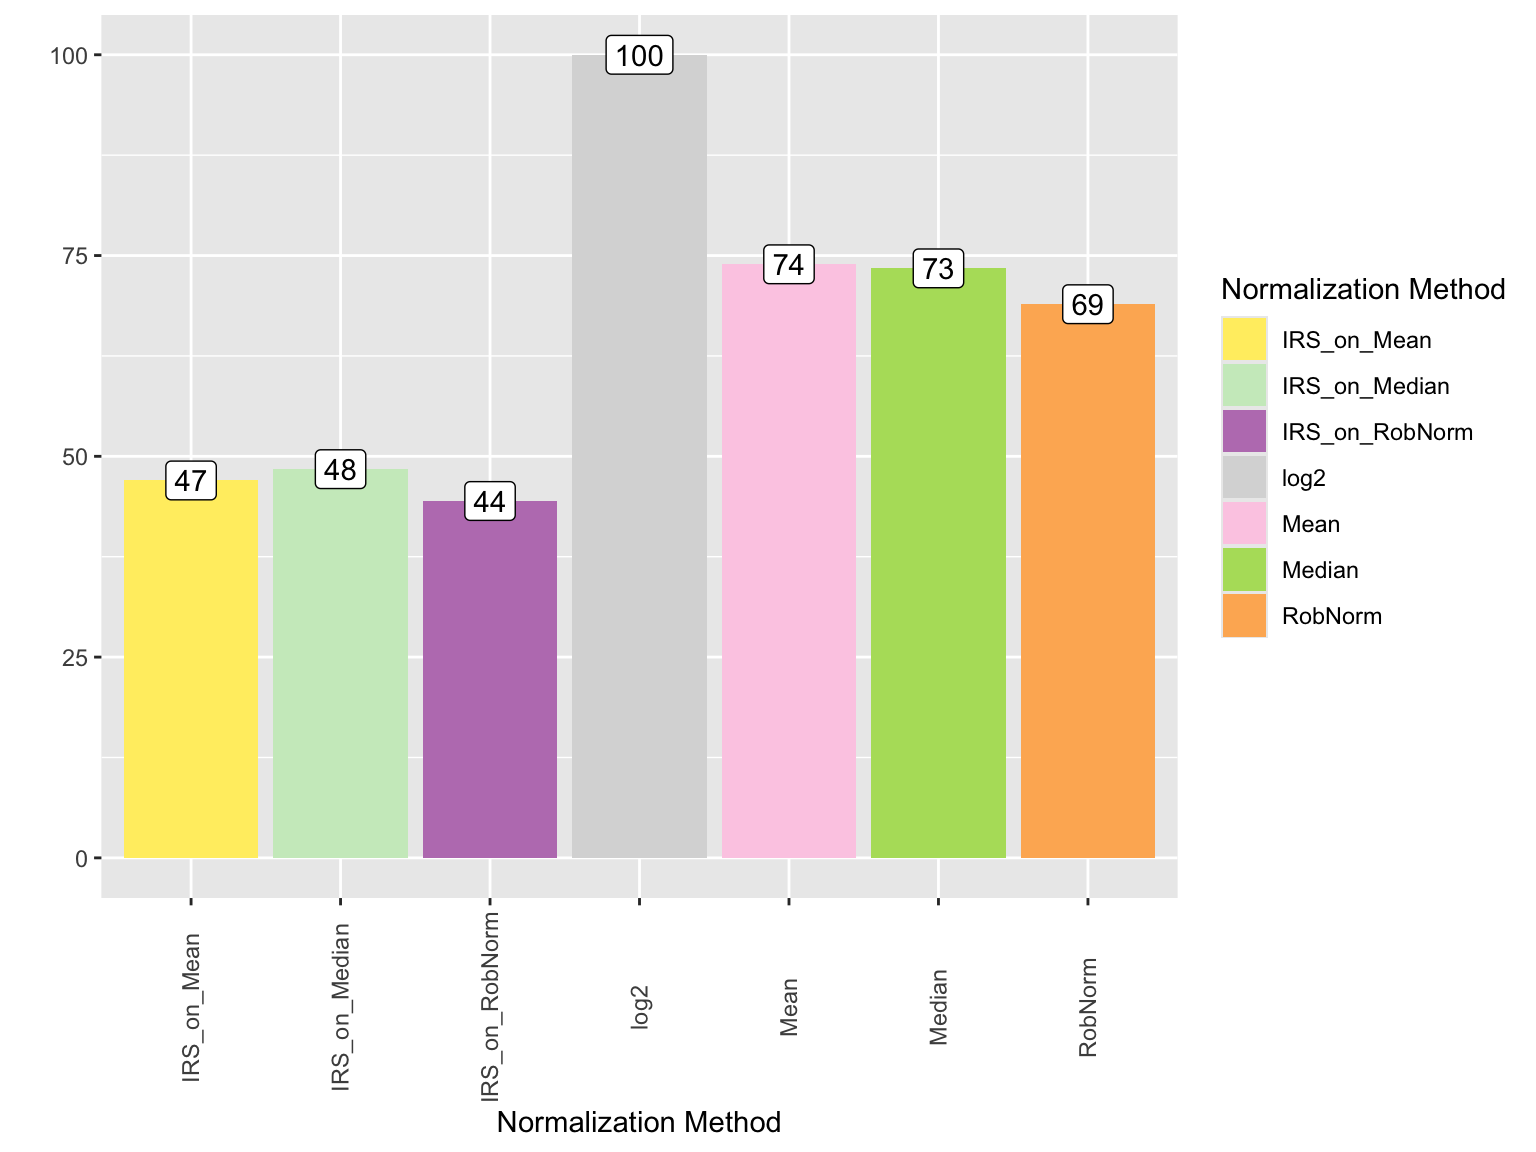 100
75
50
25
0
47
48
44
100
74
73
69
IRS_on_Mean
IRS_on_Median
IRS_on_RobNorm
log2
Mean
Median
RobNorm
Normalization Method
Normalization Method
IRS_on_Mean
IRS_on_Median
IRS_on_RobNorm
log2
Mean
Median
RobNorm